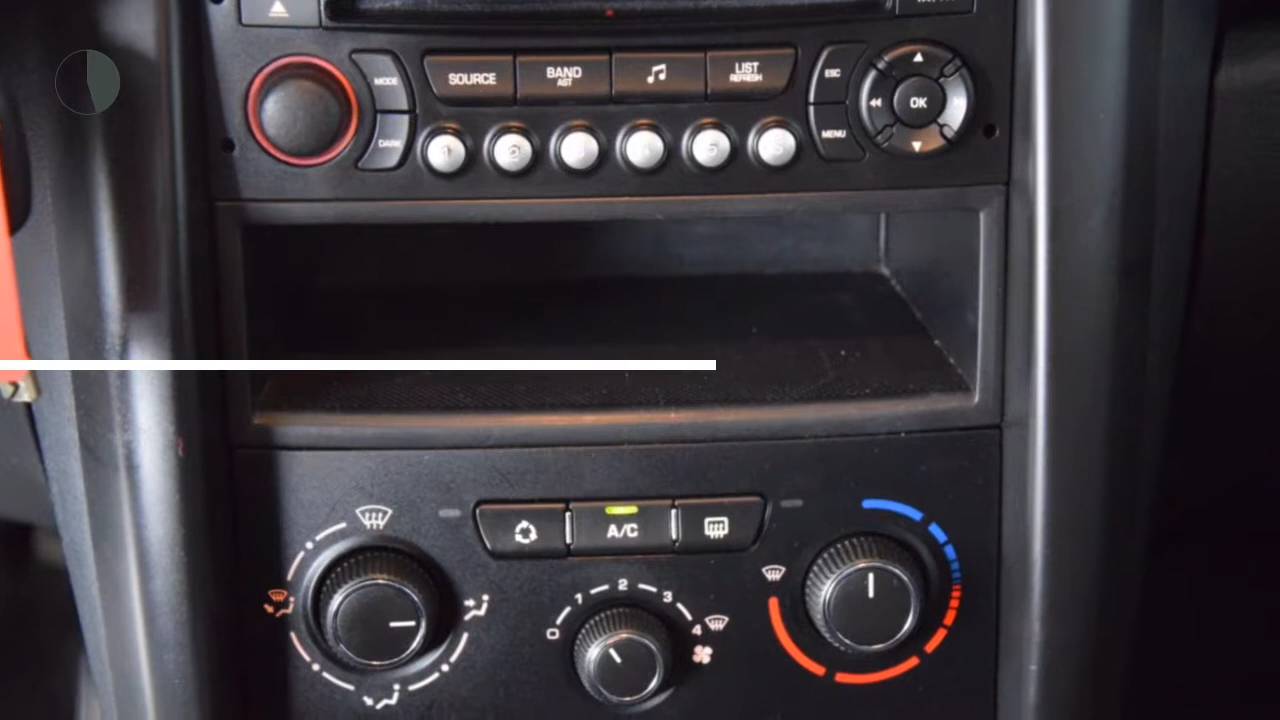 MODE
SOURCE
BAND
AST
LIST
REFRESH
ESC
OK
DARK
MENU
1
2
3
4
5
6
A/C
0
1
2
3
4